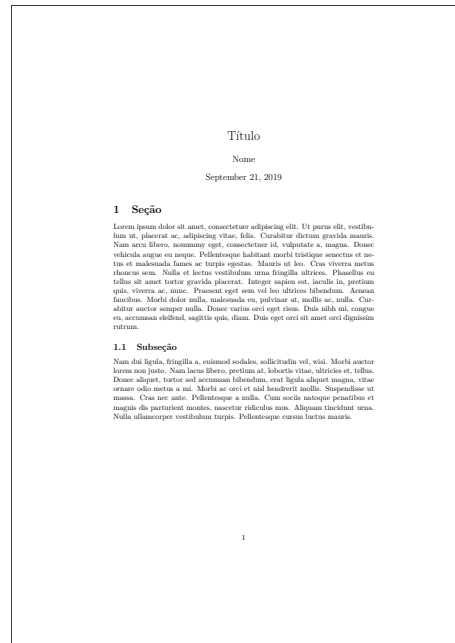 Título
Nome
September 21, 2019
1 Seção
Lorem ipsum dolor sit amet, consectetuer adipiscing elit. Ut purus elit, vestibu-
lum ut, placerat ac, adipiscing vitae, felis. Curabitur dictum gravida mauris.
Nam arcu libero, nonummy eget, consectetuer id, vulputate a, magna. Donec
vehicula augue eu neque. Pellentesque habitant morbi tristique senectus et ne-
tus et malesuada fames ac turpis egestas. Mauris ut leo. Cras viverra metus
rhoncus sem. Nulla et lectus vestibulum urna fringilla ultrices. Phasellus eu
tellus sit amet tortor gravida placerat. Integer sapien est, iaculis in, pretium
quis, viverra ac, nunc. Praesent eget sem vel leo ultrices bibendum. Aenean
faucibus. Morbi dolor nulla, malesuada eu, pulvinar at, mollis ac, nulla. Cur-
abitur auctor semper nulla. Donec varius orci eget risus. Duis nibh mi, congue
eu, accumsan eleifend, sagittis quis, diam. Duis eget orci sit amet orci dignissim
rutrum.
1.1 Subseção
Nam dui ligula, fringilla a, euismod sodales, sollicitudin vel, wisi. Morbi auctor
lorem non justo. Nam lacus libero, pretium at, lobortis vitae, ultricies et, tellus.
Donec aliquet, tortor sed accumsan bibendum, erat ligula aliquet magna, vitae
ornare odio metus a mi. Morbi ac orci et nisl hendrerit mollis. Suspendisse ut
massa. Cras nec ante. Pellentesque a nulla. Cum sociis natoque penatibus et
magnis dis parturient montes, nascetur ridiculus mus. Aliquam tincidunt urna.
Nulla ullamcorper vestibulum turpis. Pellentesque cursus luctus mauris.
1